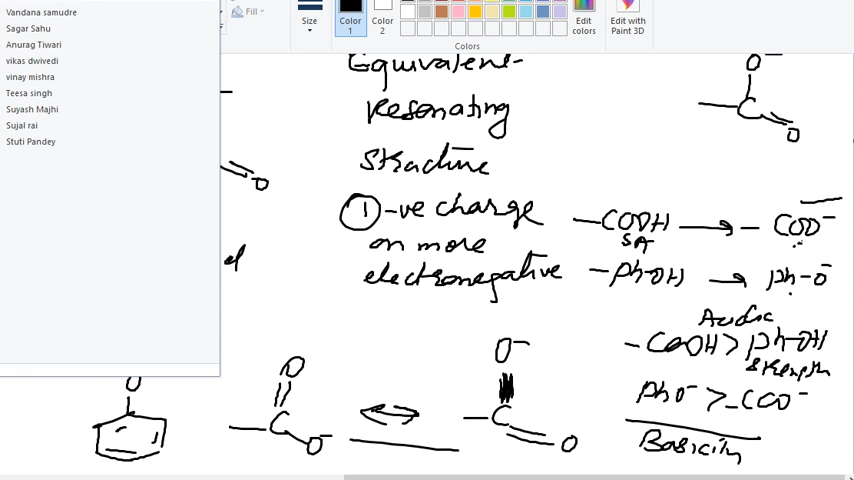 Vandana samudre
Sagar Sahu
Anurag Tiwari
vikas dwivedi
vinay mishra
Teesa singh
Suyash Majhi
Sujal rai
Stuti Pandey
Fill
Size
Color 1
Color 2
Colors
Edit colors
Edit with Paint 3D
Equivalent
Resonating
Structure
① -ve charge
on more
electronegative
O⁻
C
O
O
el
-COOH → -COO⁻
SA
-Ph-OH → Ph-O⁻
Acidic
-COOH > Ph-OH
Strength
PhO⁻ > -COO⁻
Basicity
O
O
C
O⁻
O⁻
C
O